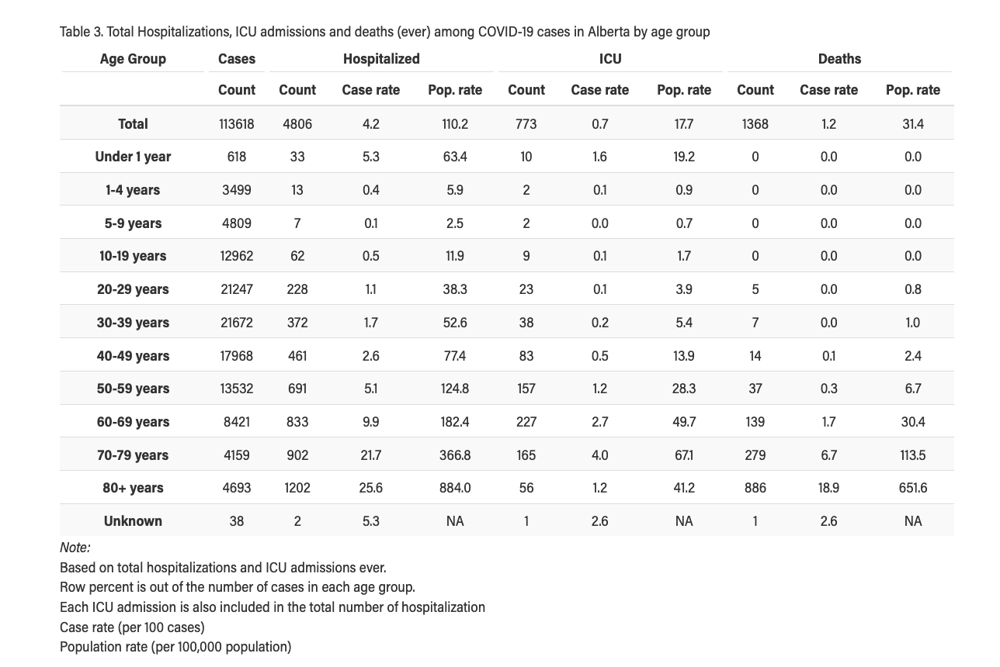 Table 3. Total Hospitalizations, ICU admissions and deaths (ever) among COVID-19 cases in Alberta by age group
Age Group Cases Hospitalized ICU Deaths
Count Count Case rate Pop. rate Count Case rate Pop. rate Count Case rate Pop. rate
Total 113618 4806 4.2 110.2 773 0.7 17.7 1368 1.2 31.4
Under 1 year 618 33 5.3 63.4 10 1.6 19.2 0 0.0 0.0
1-4 years 3499 13 0.4 5.9 2 0.1 0.9 0 0.0 0.0
5-9 years 4809 7 0.1 2.5 2 0.0 0.7 0 0.0 0.0
10-19 years 12962 62 0.5 11.9 9 0.1 1.7 0 0.0 0.0
20-29 years 21247 228 1.1 38.3 23 0.1 3.9 5 0.0 0.8
30-39 years 21672 372 1.7 52.6 38 0.2 5.4 7 0.0 1.0
40-49 years 17968 461 2.6 77.4 83 0.5 13.9 14 0.1 2.4
50-59 years 13532 691 5.1 124.8 157 1.2 28.3 37 0.3 6.7
60-69 years 8421 833 9.9 182.4 227 2.7 49.7 139 1.7 30.4
70-79 years 4159 902 21.7 366.8 165 4.0 67.1 279 6.7 113.5
80+ years 4693 1202 25.6 884.0 56 1.2 41.2 886 18.9 651.6
Unknown 38 2 5.3 NA 1 2.6 NA 1 2.6 NA
Note:
Based on total hospitalizations and ICU admissions ever.
Row percent is out of the number of cases in each age group.
Each ICU admission is also included in the total number of hospitalization
Case rate (per 100 cases)
Population rate (per 100,000 population)